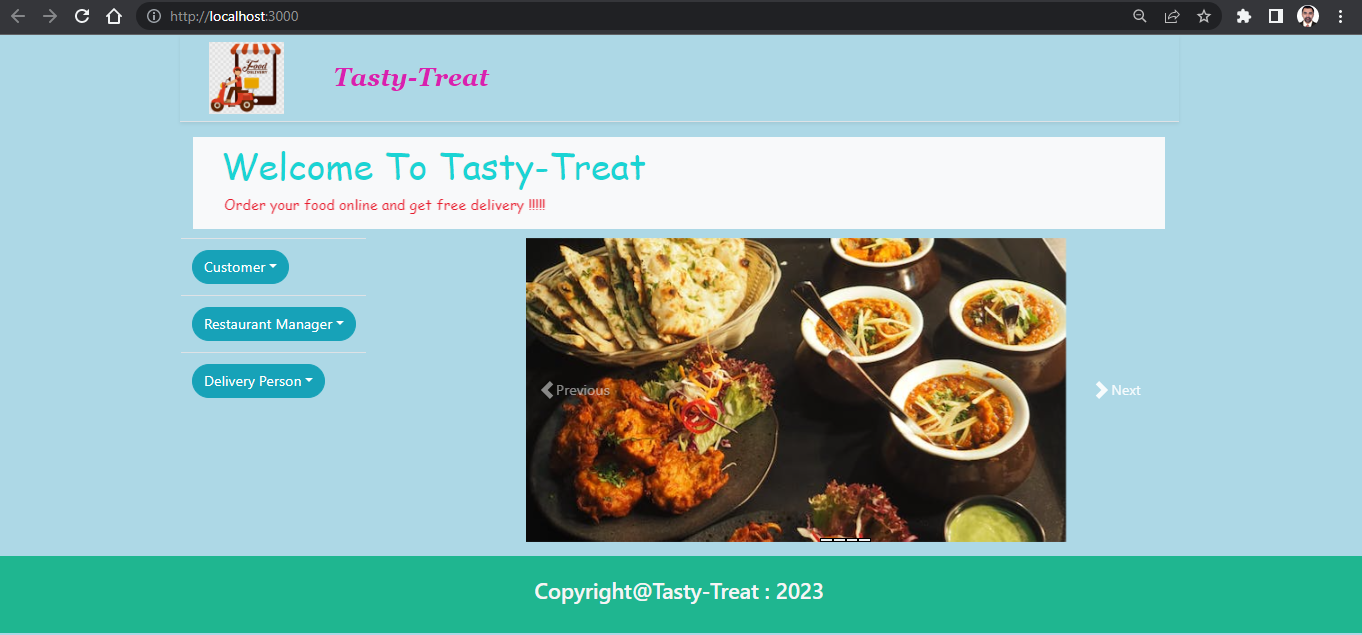 http://localhost:3000
Food
DELIVERY
Tasty-Treat
Welcome To Tasty-Treat
Order your food online and get free delivery !!!!!
Customer
Restaurant Manager
Delivery Person
Previous
Next
Copyright@Tasty-Treat : 2023